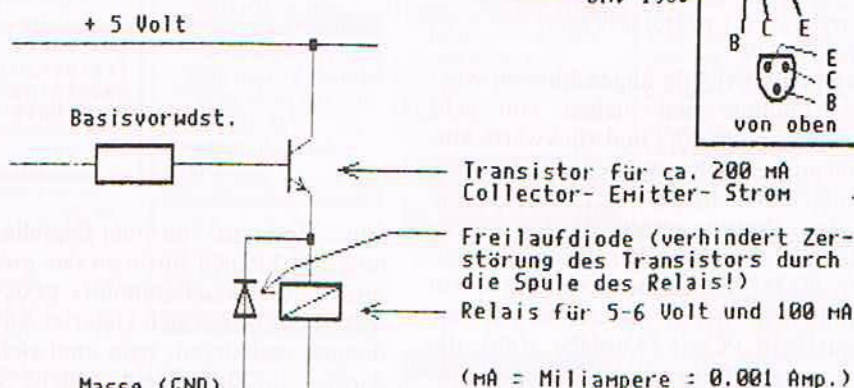 + 5 Volt
B C E
E
C
B
von oben
Basisvorwdst.
Transistor für ca. 200 mA
Collector- Emitter- Strom
Freilaufdiode (verhindert Zer-
störung des Transistors durch
die Spule des Relais!)
Relais für 5-6 Volt und 100 mA
Masse (GND)
(mA = Miliampere = 0.001 Amp.)